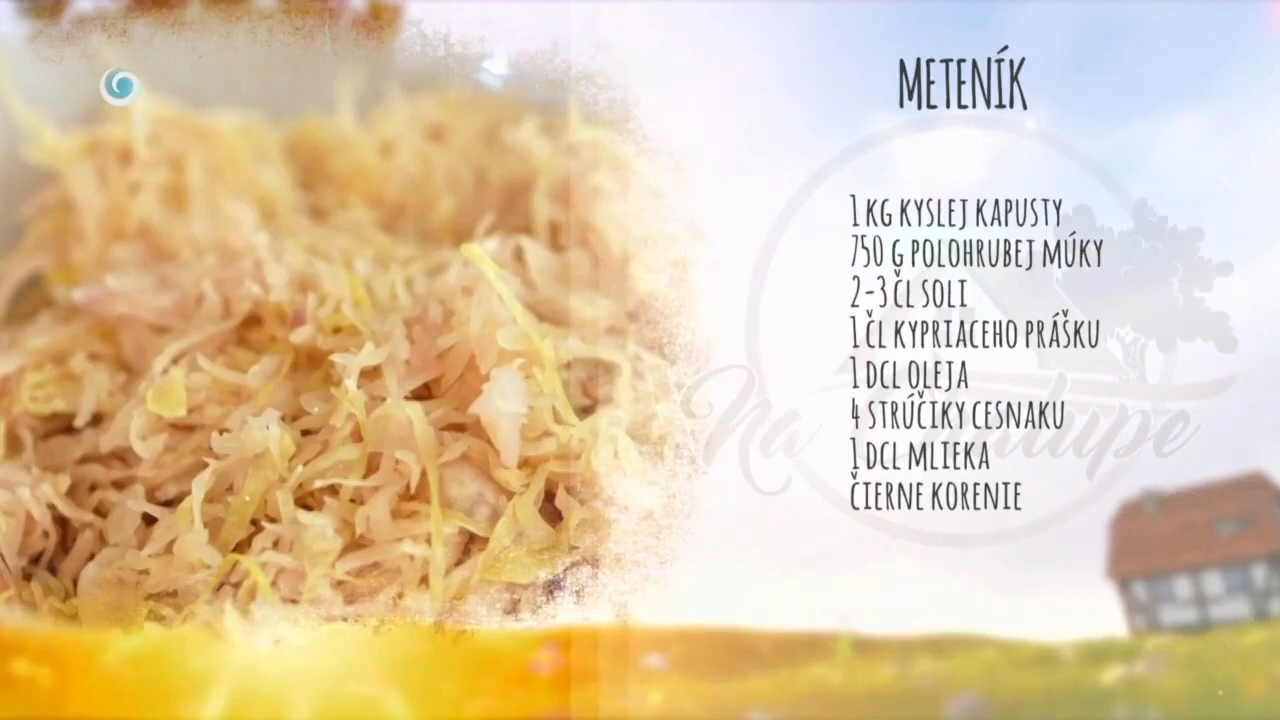 METENÍK
1 KG KYSLEJ KAPUSTY
750 G POLOHRUBEJ MÚKY
2-3 ČL SOLI
1 ČL KYPRIACEHO PRÁŠKU
1 DCL OLEJA
4 STRÚČIKY CESNAKU
1 DCL MLIEKA
ČIERNE KORENIE
Na